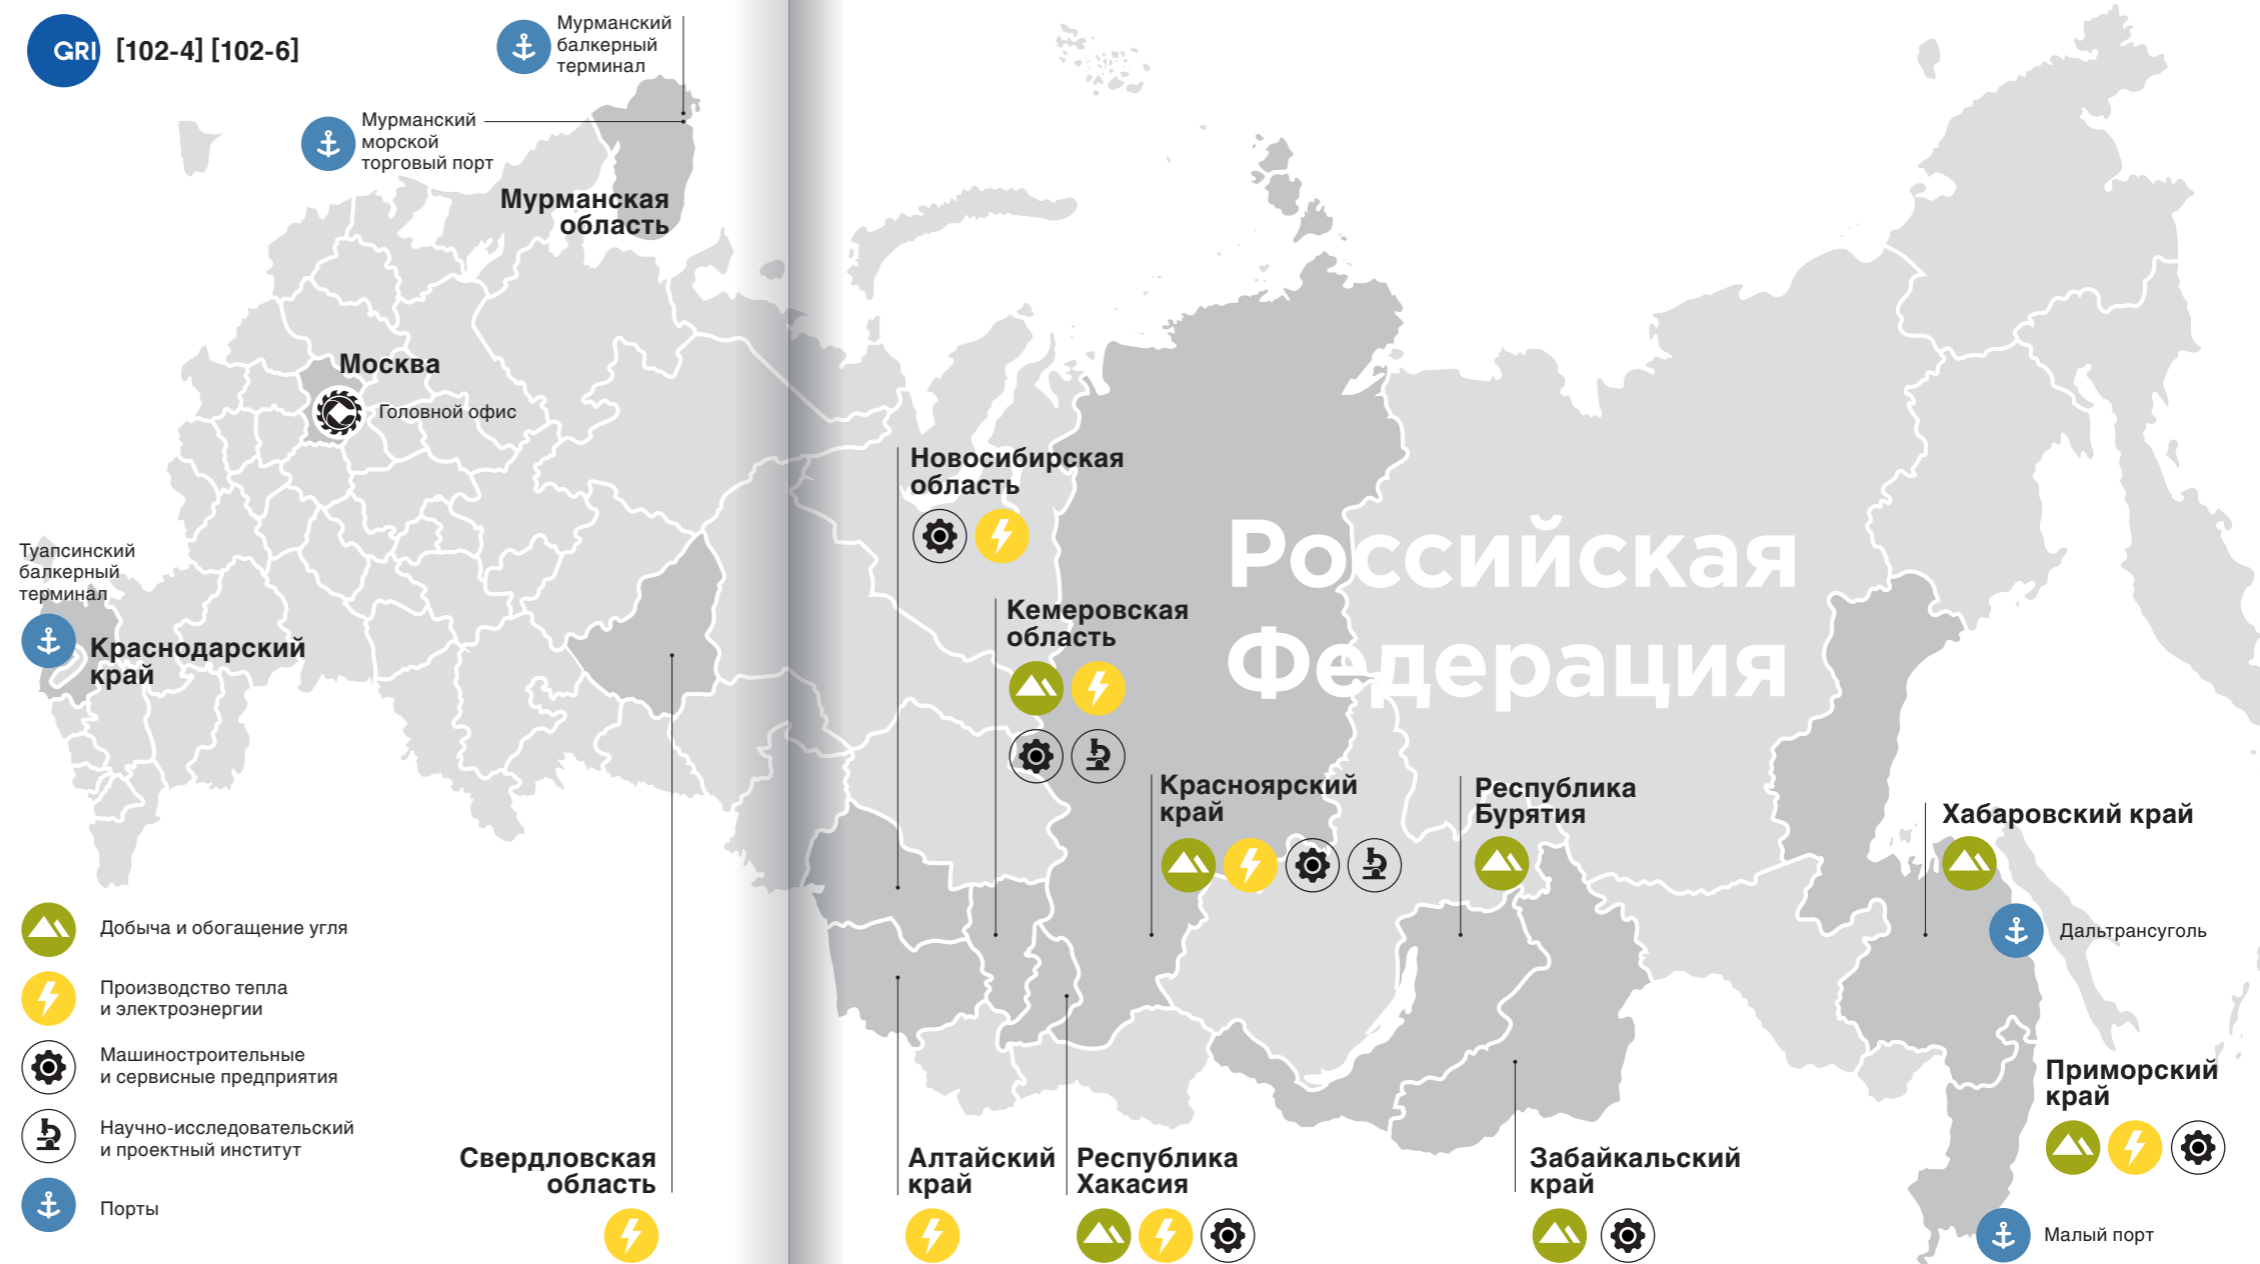 GRI [102-4] [102-6]
Мурманский
балкерный
терминал
Мурманский
морской
торговый порт
Мурманская
область
Москва
Головной офис
Туапсинский
балкерный
терминал
Краснодарский
край
Новосибирская
область
Кемеровская
область
Российская
Федерация
Красноярский
край
Республика
Бурятия
Хабаровский край
Дальтрансуголь
Приморский
край
Малый порт
Свердловская
область
Алтайский
край
Республика
Хакасия
Забайкальский
край
Добыча и обогащение угля
Производство тепла
и электроэнергии
Машиностроительные
и сервисные предприятия
Научно-исследовательский
и проектный институт
Порты